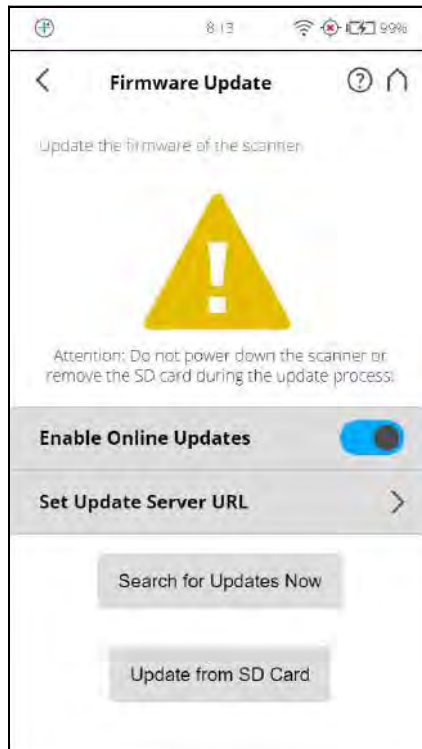 8:13 99%
Firmware Update
Update the firmware of the scanner
Attention: Do not power down the scanner or
remove the SD card during the update process!
Enable Online Updates
Set Update Server URL
Search for Updates Now
Update from SD Card